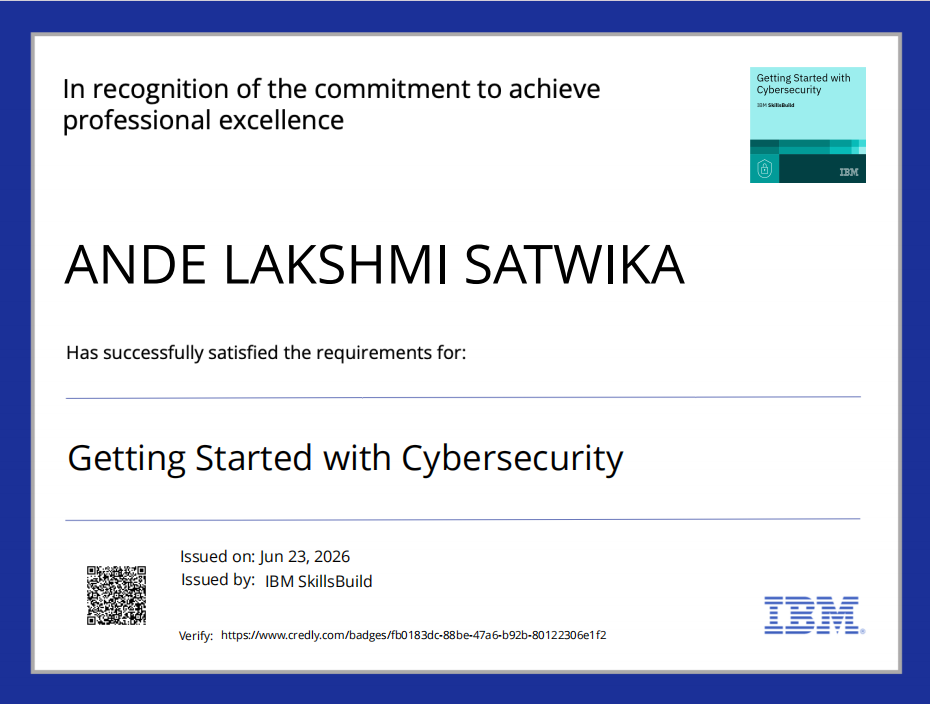 In recognition of the commitment to achieve
professional excellence
Getting Started with
Cybersecurity
IBM SkillsBuild
IBM
ANDE LAKSHMI SATWIKA
Has successfully satisfied the requirements for:
Getting Started with Cybersecurity
Issued on: Jun 23, 2026
Issued by: IBM SkillsBuild
Verify: https://www.credly.com/badges/fb0183dc-88be-47a6-b92b-80122306e1f2
IBM®